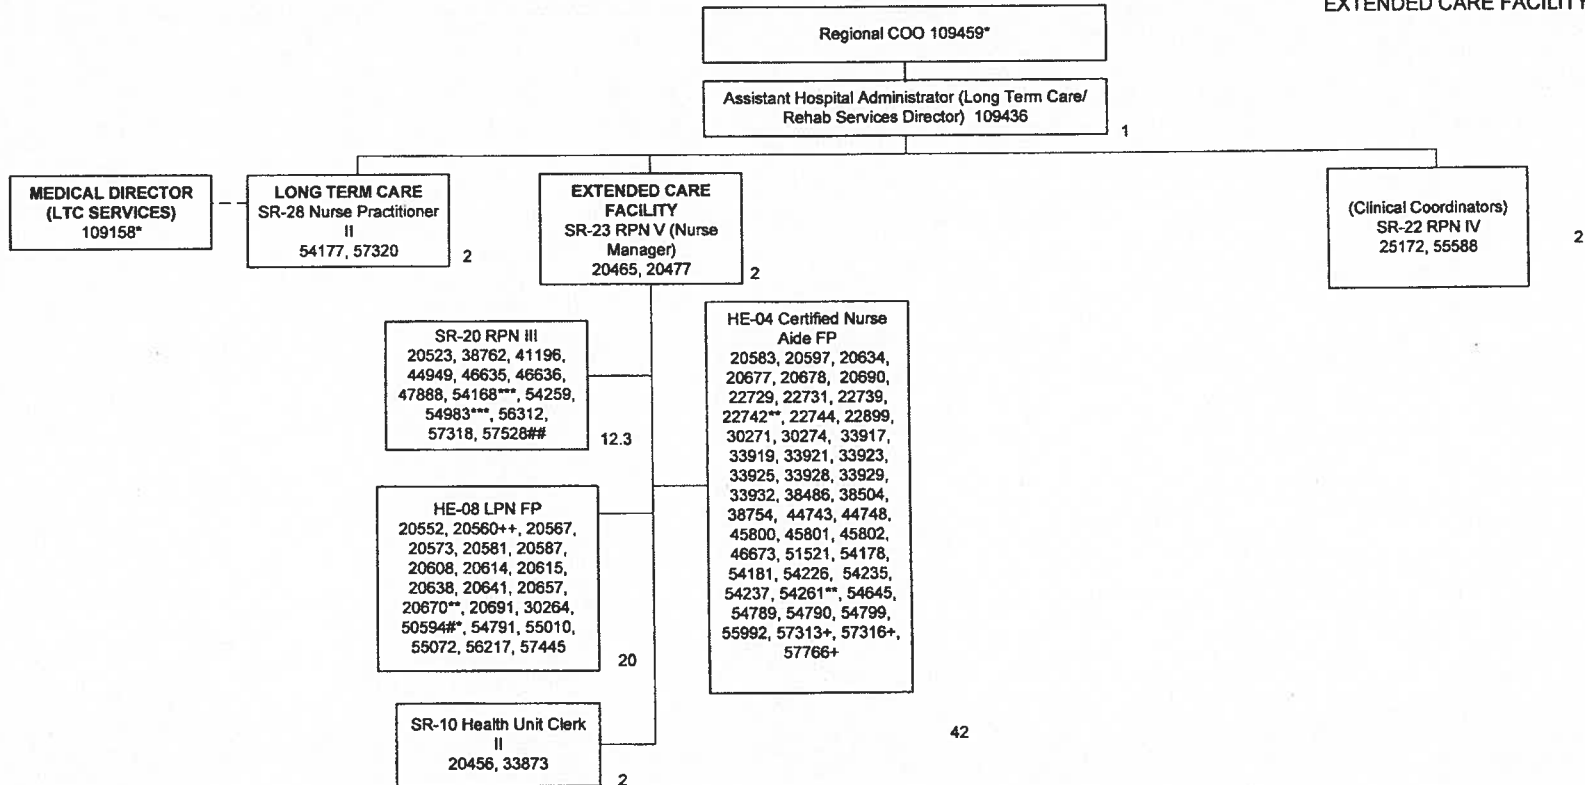 EXTENDED CARE FACILITY
Regional COO 109459*
Assistant Hospital Administrator (Long Term Care/
Rehab Services Director) 109436
1
MEDICAL DIRECTOR
(LTC SERVICES)
109158*
LONG TERM CARE
SR-28 Nurse Practitioner
II
54177, 57320
2
EXTENDED CARE
FACILITY
SR-23 RPN V (Nurse
Manager)
20465, 20477
2
(Clinical Coordinators)
SR-22 RPN IV
25172, 55588
2
SR-20 RPN III
20523, 38762, 41196,
44949, 46635, 46636,
47888, 54168***, 54259,
54983***, 56312,
57318, 57528##
12.3
HE-08 LPN FP
20552, 20560++, 20567,
20573, 20581, 20587,
20608, 20614, 20615,
20638, 20641, 20657,
20670**, 20691, 30264,
50594#*, 54791, 55010,
55072, 56217, 57445
20
SR-10 Health Unit Clerk
II
20456, 33873
2
HE-04 Certified Nurse
Aide FP
20583, 20597, 20634,
20677, 20678, 20690,
22729, 22731, 22739,
22742**, 22744, 22899,
30271, 30274, 33917,
33919, 33921, 33923,
33925, 33928, 33929,
33932, 38486, 38504,
38754, 44743, 44748,
45800, 45801, 45802,
46673, 51521, 54178,
54181, 54226, 54235,
54237, 54261**, 54645,
54789, 54790, 54799,
55992, 57313+, 57316+,
57766+
42